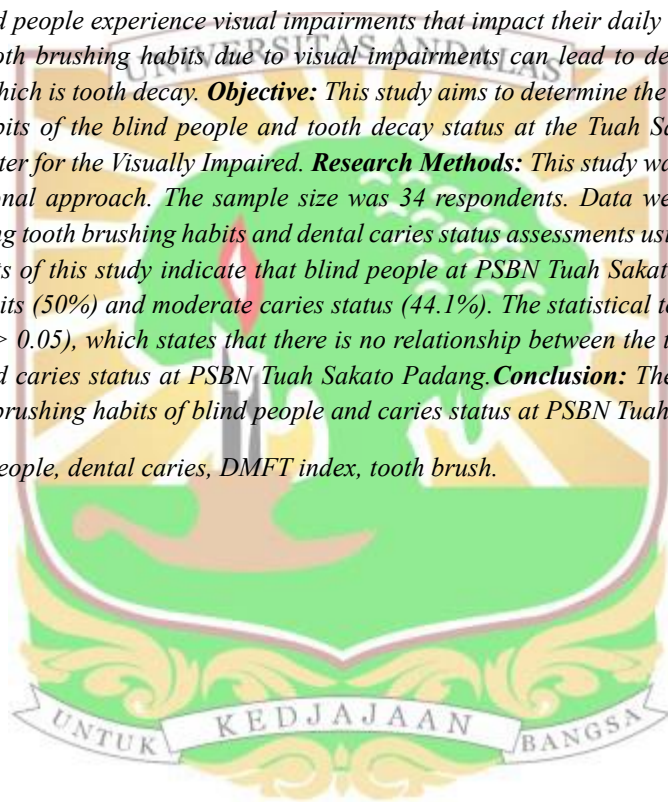 d people experience visual impairments that impact their daily
oth brushing habits due to visual impairments can lead to de
UNIVERSITAS ANDALAS
hich is tooth decay. Objective: This study aims to determine the
bits of the blind people and tooth decay status at the Tuah Sa
ter for the Visually Impaired. Research Methods: This study wa
onal approach. The sample size was 34 respondents. Data we
ng tooth brushing habits and dental caries status assessments usi
ts of this study indicate that blind people at PSBN Tuah Sakat
its (50%) and moderate caries status (44.1%). The statistical te
> 0.05), which states that there is no relationship between the t
d caries status at PSBN Tuah Sakato Padang.Conclusion: The
brushing habits of blind people and caries status at PSBN Tuah
eople, dental caries, DMFT index, tooth brush.
UNTUK KEDJAJAAN BANGSA